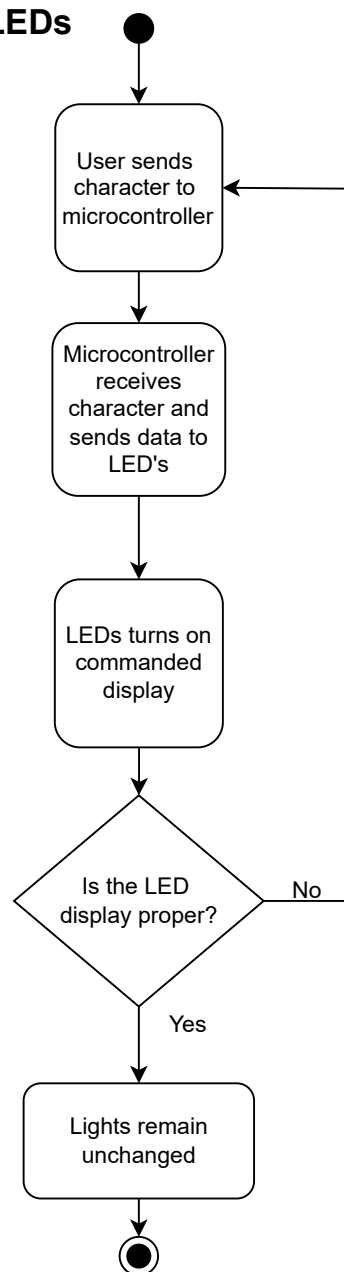 LEDs
User sends
character to
microcontroller
Microcontroller
receives
character and
sends data to
LED's
LEDs turns on
commanded
display
Is the LED
display proper?
No
Yes
Lights remain
unchanged